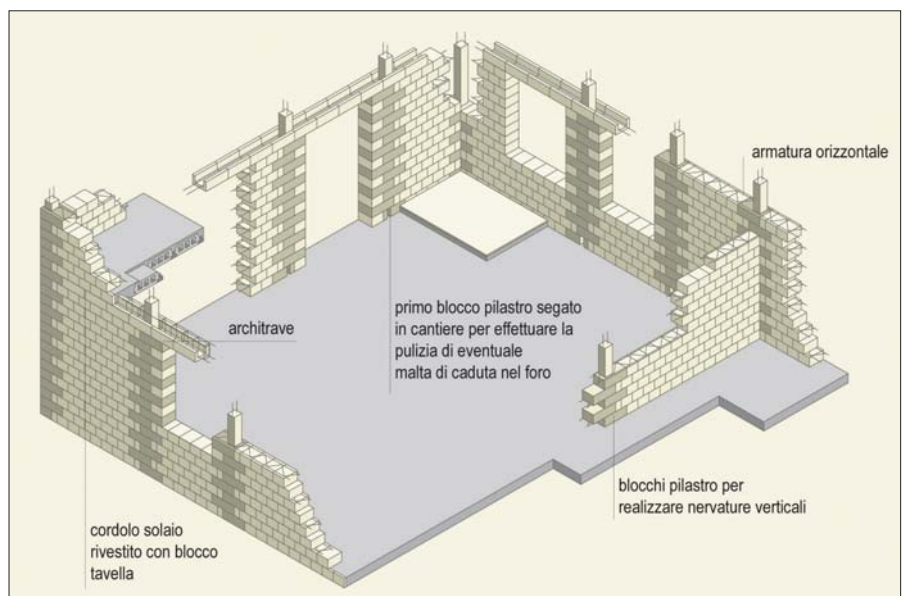 armatura orizzontale
architrave
primo blocco pilastro segato
in cantiere per effettuare la
pulizia di eventuale
malta di caduta nel foro
blocchi pilastro per
realizzare nervature verticali
cordolo solaio
rivestito con blocco
tavella